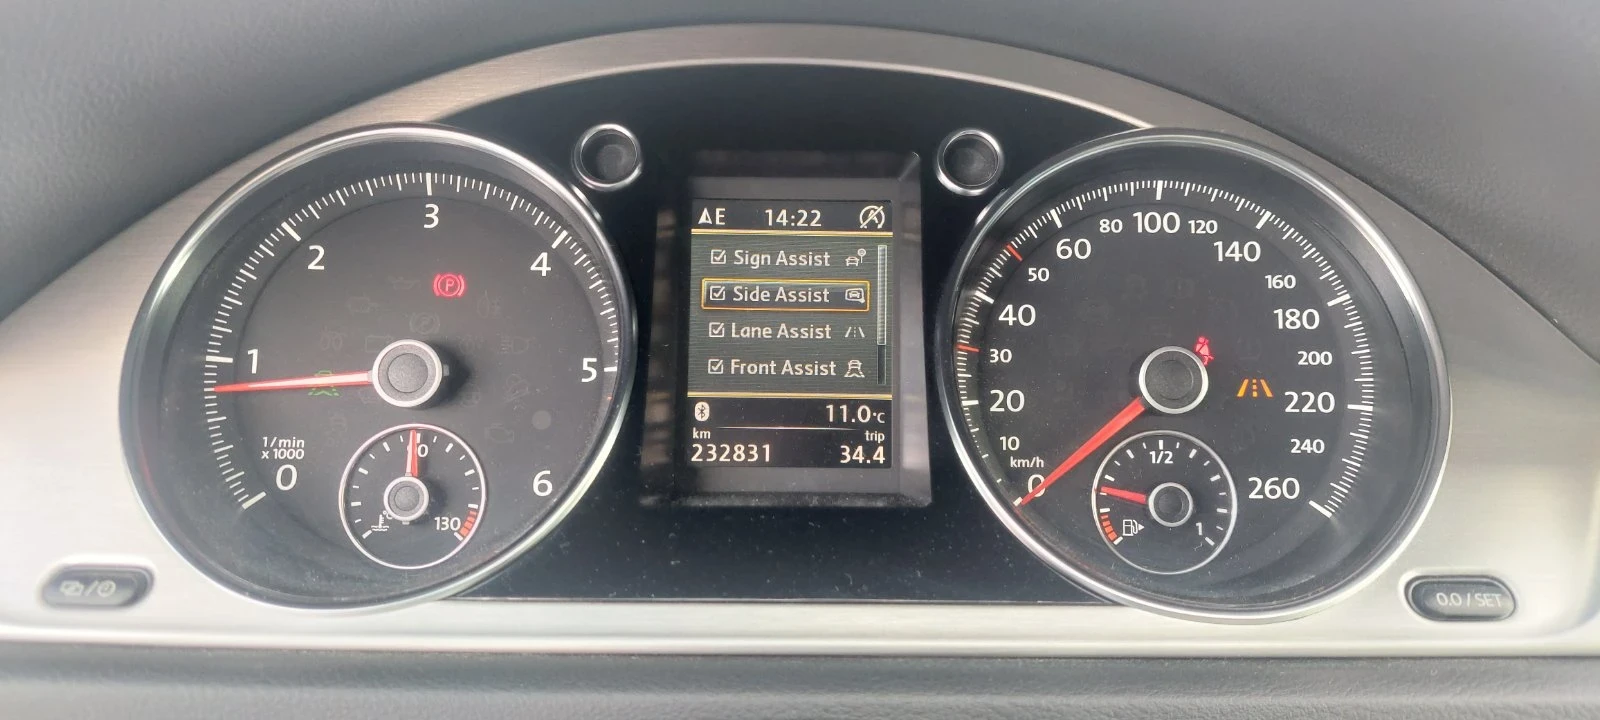 0
1
2
3
4
5
6
1/min
x 1000
P
90
°C
130
E 14:22
Sign Assist
Side Assist
Lane Assist
Front Assist
11.0°C
km trip
232831 34.4
0
10
20
30
40
50
60
80
100
120
140
160
180
200
220
240
260
km/h
1/2
1
0.0 / SET